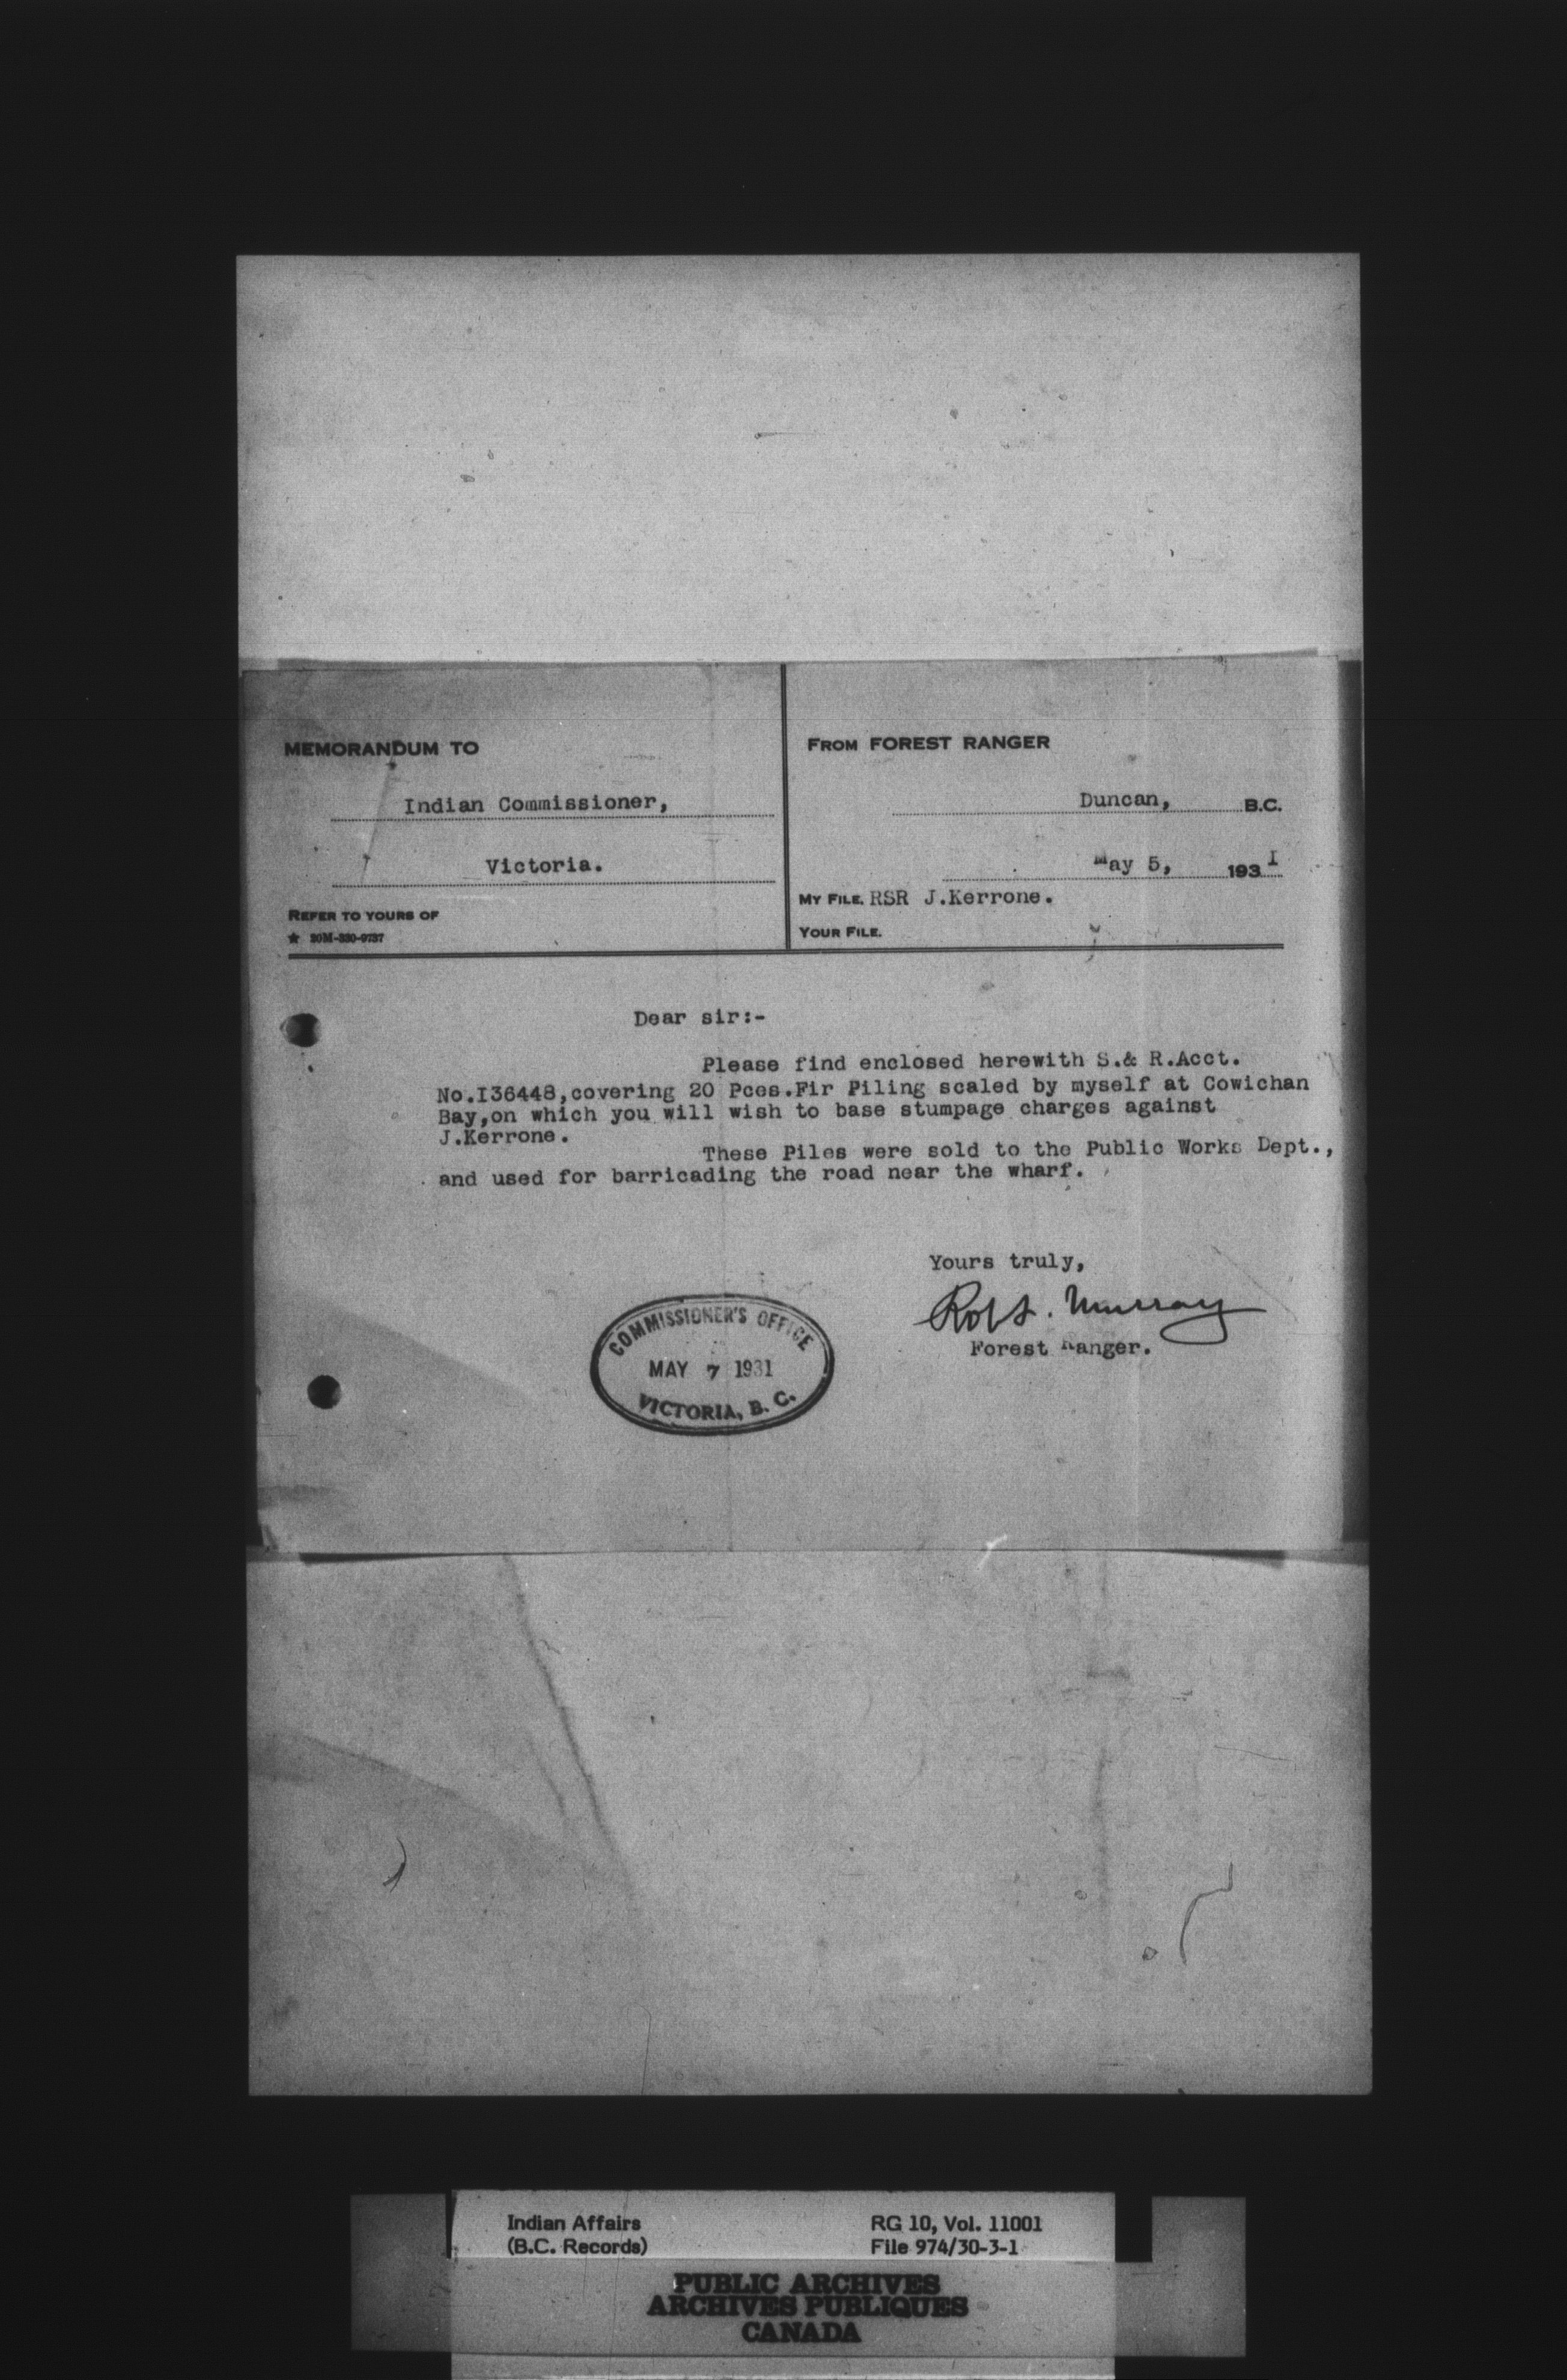 MEMORANDUM TO
Indian Commissioner,
Victoria.
REFER TO YOURS OF
FROM FOREST RANGER
Duncan, B.C.
May 5, 193I
MY FILE. RSR J.Kerrone.
YOUR FILE.
Dear sir:-
Please find enclosed herewith S.& R.Acct.
No.I36448,covering 20 Pces.Fir Piling scaled by myself at Cowichan
Bay,on which you will wish to base stumpage charges against
J.Kerrone.
These Piles were sold to the Public Works Dept.,
and used for barricading the road near the wharf.
Yours truly,
Robt. Murray
Forest Ranger.
COMMISSIONER'S OFFICE
MAY 7 1931
VICTORIA, B. C.
Indian Affairs
(B.C. Records)
RG 10, Vol. 11001
File 974/30-3-1
PUBLIC ARCHIVES
ARCHIVES PUBLIQUES
CANADA